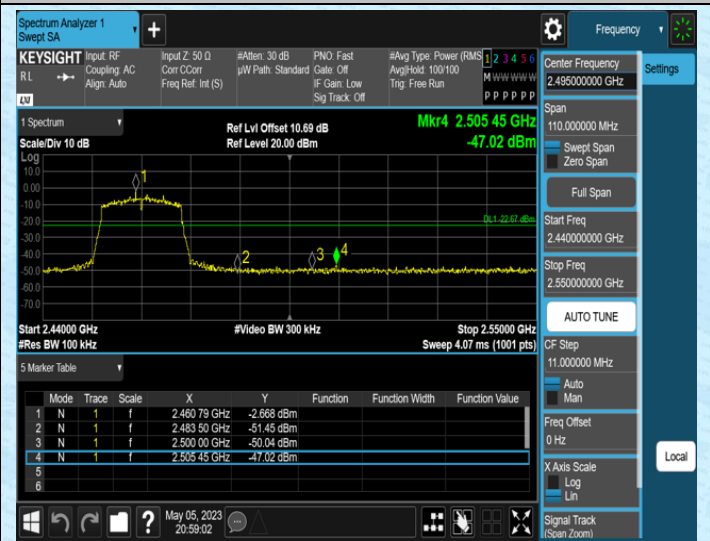 Spectrum Analyzer 1
Swept SA
+
Frequency
KEYSIGHT
RL
LXI
Input: RF
Coupling: AC
Align: Auto
Input Z: 50 Ω
Corr CCorr
Freq Ref: Int (S)
#Atten: 30 dB
µW Path: Standard
PNO: Fast
Gate: Off
IF Gain: Low
Sig Track: Off
#Avg Type: Power (RMS
Avg|Hold: 100/100
Trig: Free Run
1 2 3 4 5 6
M W W W W W
P P P P P P
Center Frequency
2.495000000 GHz
Settings
Span
110.000000 MHz
Swept Span
Zero Span
Full Span
Start Freq
2.440000000 GHz
Stop Freq
2.550000000 GHz
AUTO TUNE
CF Step
11.000000 MHz
Auto
Man
Freq Offset
0 Hz
X Axis Scale
Log
Lin
Signal Track
(Span Zoom)
Local
1 Spectrum
Scale/Div 10 dB
Ref Lvl Offset 10.69 dB
Ref Level 20.00 dBm
Mkr4 2.505 45 GHz
-47.02 dBm
Log
10.0
0.00
-10.0
-20.0
-30.0
-40.0
-50.0
-60.0
-70.0
1
2
3
4
DL1 -22.67 dBm
Start 2.44000 GHz
#Res BW 100 kHz
#Video BW 300 kHz
Stop 2.55000 GHz
Sweep 4.07 ms (1001 pts)
5 Marker Table
Mode Trace Scale X Y Function Function Width Function Value
1 N 1 f 2.460 79 GHz -2.668 dBm
2 N 1 f 2.483 50 GHz -51.45 dBm
3 N 1 f 2.500 00 GHz -50.04 dBm
4 N 1 f 2.505 45 GHz -47.02 dBm
5
6
?
May 05, 2023
20:59:02